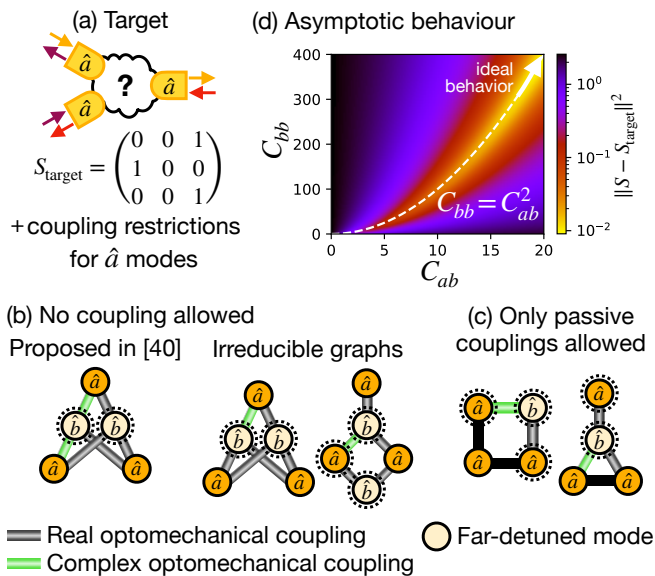 (a) Target
â
â
?
â
S_target = (0 0 1
1 0 0
0 0 1)
+coupling restrictions
for â modes
(d) Asymptotic behaviour
400
300
200
100
0
C_bb
ideal
behavior
C_bb = C_ab^2
0 5 10 15 20
C_ab
10^0
10^-1
10^-2
||S − S_target||^2
(b) No coupling allowed
Proposed in [40]
Irreducible graphs
â
b̂ b̂
â â
â
b̂ b̂
â â
â
b̂
â â
b̂
(c) Only passive
couplings allowed
â b̂
â â
â
b̂
â â
Real optomechanical coupling
Complex optomechanical coupling
b̂ Far-detuned mode